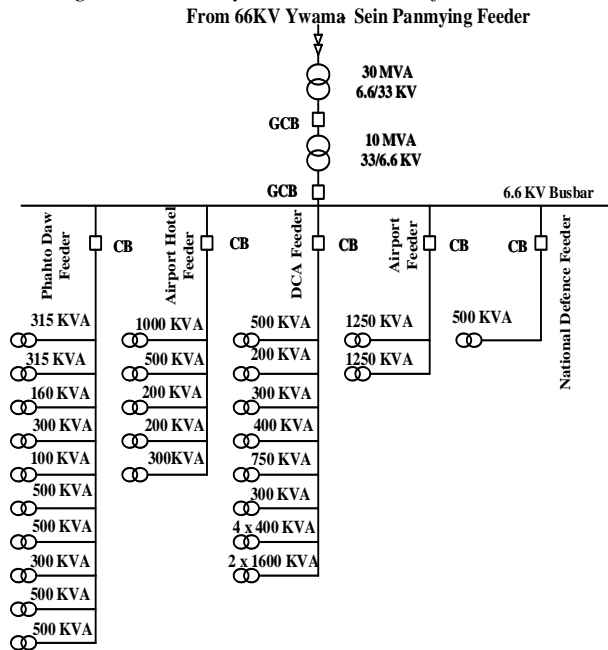 From 66KV Ywama Sein Panmying Feeder
30 MVA
6.6/33 KV
GCB
10 MVA
33/6.6 KV
GCB
6.6 KV Busbar
Phahto Daw
Feeder
CB
Airport Hotel
Feeder
CB
DCA Feeder
CB
Airport
Feeder
CB
CB
National Defence Feeder
315 KVA
315 KVA
160 KVA
300 KVA
100 KVA
500 KVA
500 KVA
300 KVA
500 KVA
500 KVA
1000 KVA
500 KVA
200 KVA
200 KVA
300KVA
500 KVA
200 KVA
300 KVA
400 KVA
750 KVA
300 KVA
4 x 400 KVA
2 x 1600 KVA
1250 KVA
1250 KVA
500 KVA